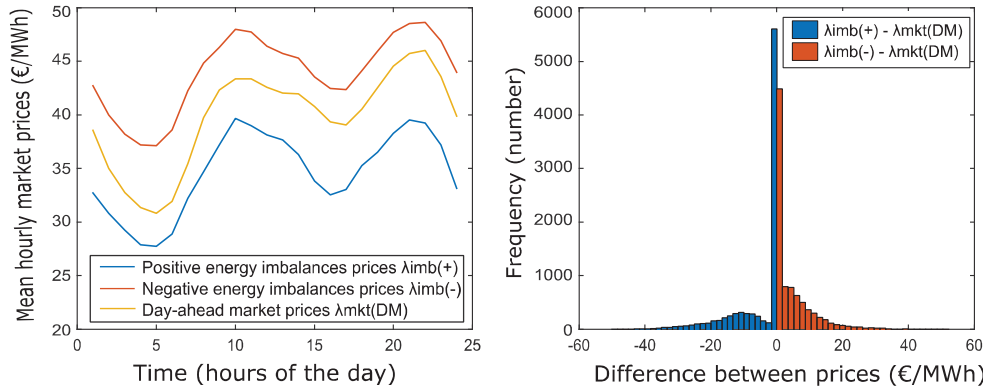 Mean hourly market prices (€/MWh)
50
45
40
35
30
25
20
Positive energy imbalances prices λimb(+)
Negative energy imbalances prices λimb(-)
Day-ahead market prices λmkt(DM)
0 5 10 15 20 25
Time (hours of the day)
Frequency (number)
6000
5000
4000
3000
2000
1000
0
λimb(+) - λmkt(DM)
λimb(-) - λmkt(DM)
-60 -40 -20 0 20 40 60
Difference between prices (€/MWh)